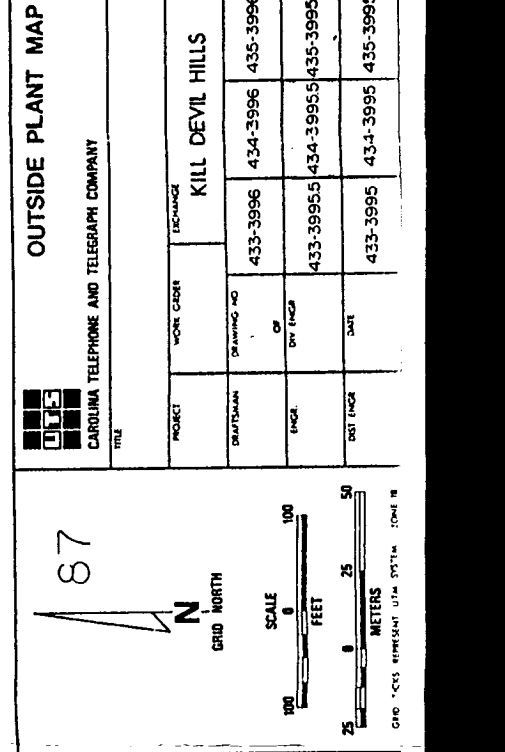 87
N
GRID NORTH
SCALE
100 0 100
FEET
25 0 25 50
METERS
GRID TICKS REPRESENT UTM SYSTEM ZONE 18
UTS
OUTSIDE PLANT MAP
CAROLINA TELEPHONE AND TELEGRAPH COMPANY
TITLE
PROJECT
WORK ORDER
EXCHANGE
KILL DEVIL HILLS
DRAFTSMAN
DRAWING NO
OF
433-3996 434-3996 435-3996
ENGR.
DIV ENGR
433-3995.5 434-3995.5 435-3995
DIST ENGR
DATE
433-3995 434-3995 435-3995